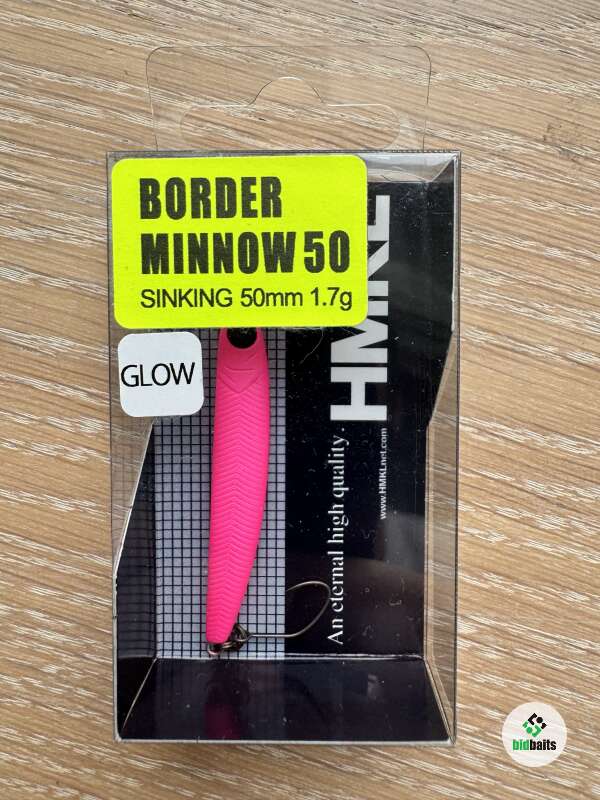 BORDER
MINNOW 50
SINKING 50mm 1.7g
GLOW
HMKL
www.HMKLnet.com
An eternal high quality.
bidbaits